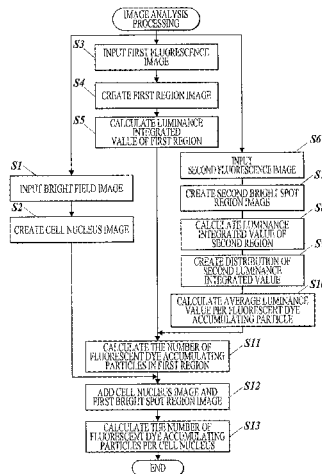 IMAGE ANALYSIS
PROCESSING
S3
INPUT FIRST FLUORESCENCE
IMAGE
S4
CREATE FIRST REGION IMAGE
S5
CALCULATE LUMINANCE
INTEGRATED
VALUE OF FIRST REGION
S6
INPUT
SECOND FLUORESCENCE IMAGE
S1
INPUT BRIGHT FIELD IMAGE
CREATE SECOND BRIGHT SPOT
REGION IMAGE
S2
CREATE CELL NUCLEUS IMAGE
CALCULATE LUMINANCE
INTEGRATED VALUE OF
SECOND REGION
CREATE DISTRIBUTION OF
SECOND LUMINANCE
INTEGRATED VALUE
CALCULATE AVERAGE LUMINANCE
VALUE PER FLUORESCENT DYE
ACCUMULATING PARTICLE
S11
CALCULATE THE NUMBER OF
FLUORESCENT DYE ACCUMULATING
PARTICLES IN FIRST REGION
S12
ADD CELL NUCLEUS IMAGE AND
FIRST BRIGHT SPOT REGION IMAGE
S13
CALCULATE THE NUMBER OF
FLUORESCENT DYE ACCUMULATING
PARTICLES PER CELL NUCLEUS
END